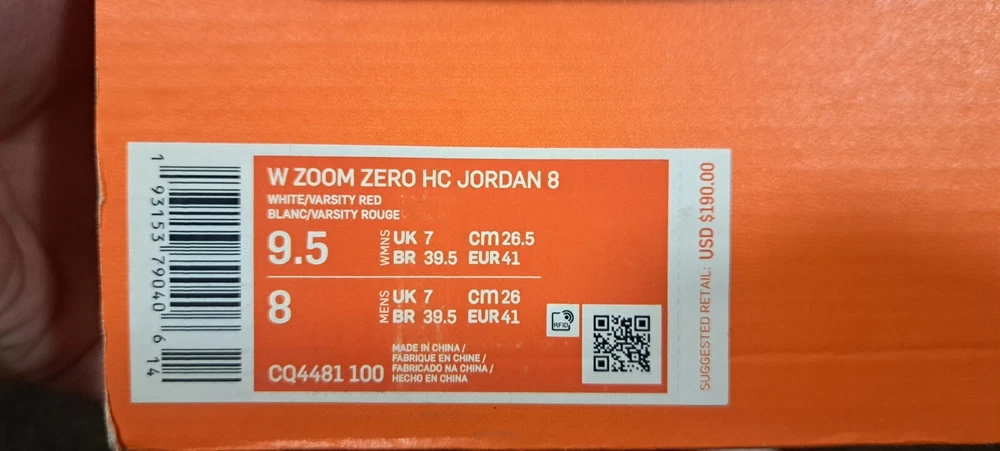 W ZOOM ZERO HC JORDAN 8
WHITE/VARSITY RED
BLANC/VARSITY ROUGE
9.5 WMNS UK 7 CM 26.5
BR 39.5 EUR 41
8 MENS UK 7 CM 26
BR 39.5 EUR 41
RFID
MADE IN CHINA /
FABRIQUE EN CHINE /
FABRICADO NA CHINA /
HECHO EN CHINA
CQ4481 100
1 93153 79040 6 14
SUGGESTED RETAIL: USD $190.00